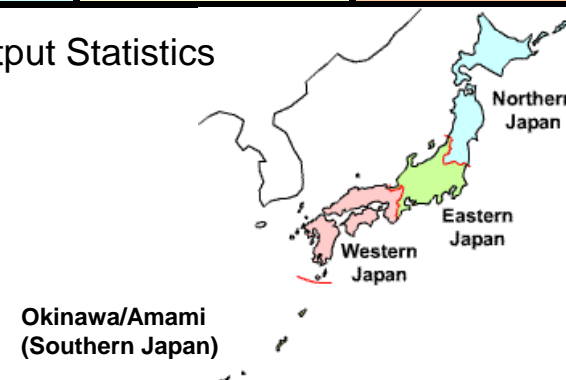 tput Statistics
Northern
Japan
Eastern
Japan
Western
Japan
Okinawa/Amami
(Southern Japan)